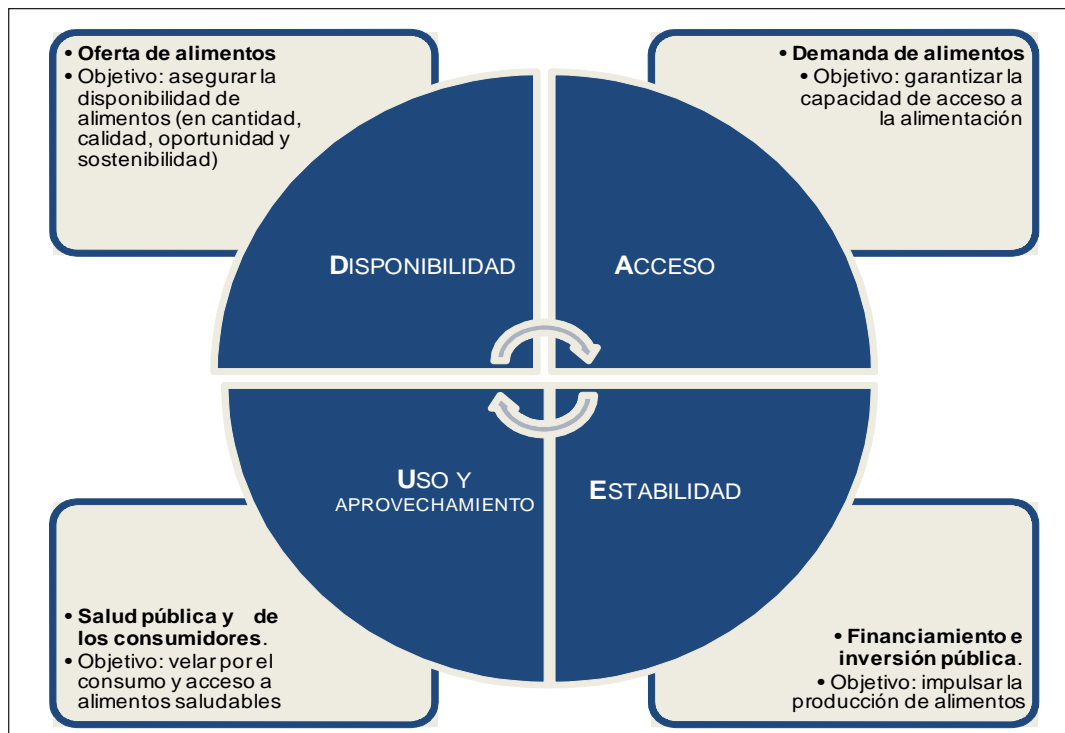 • Oferta de alimentos
• Objetivo: asegurar la
disponibilidad de
alimentos (en cantidad,
calidad, oportunidad y
sostenibilidad)
• Demanda de alimentos
• Objetivo: garantizar la
capacidad de acceso a
la alimentación
DISPONIBILIDAD
ACCESO
USO Y
APROVECHAMIENTO
ESTABILIDAD
• Salud pública y de
los consumidores.
• Objetivo: velar por el
consumo y acceso a
alimentos saludables
• Financiamiento e
inversión pública.
• Objetivo: impulsar la
producción de alimentos